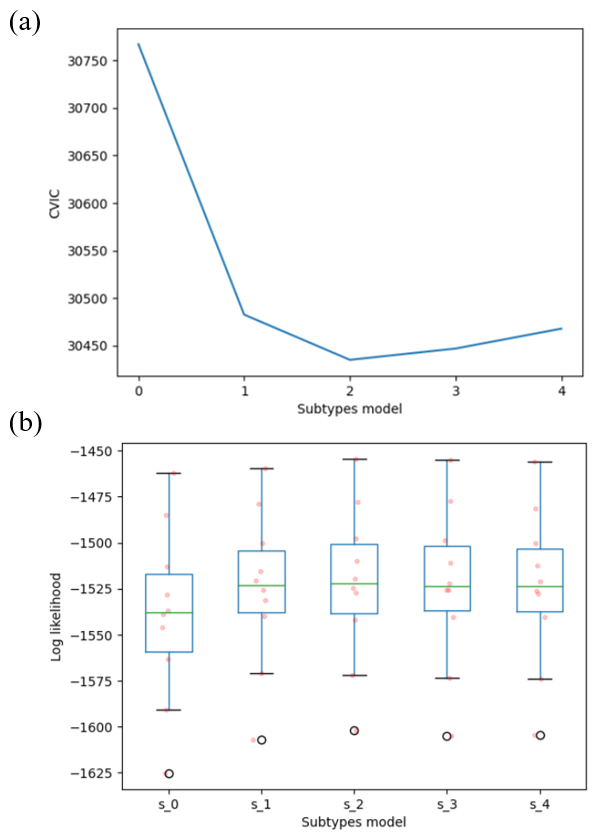 (a)
30750
30700
30650
30600
30550
30500
30450
CVIC
0 1 2 3 4
Subtypes model
(b)
−1450
−1475
−1500
−1525
−1550
−1575
−1600
−1625
Log likelihood
s_0 s_1 s_2 s_3 s_4
Subtypes model